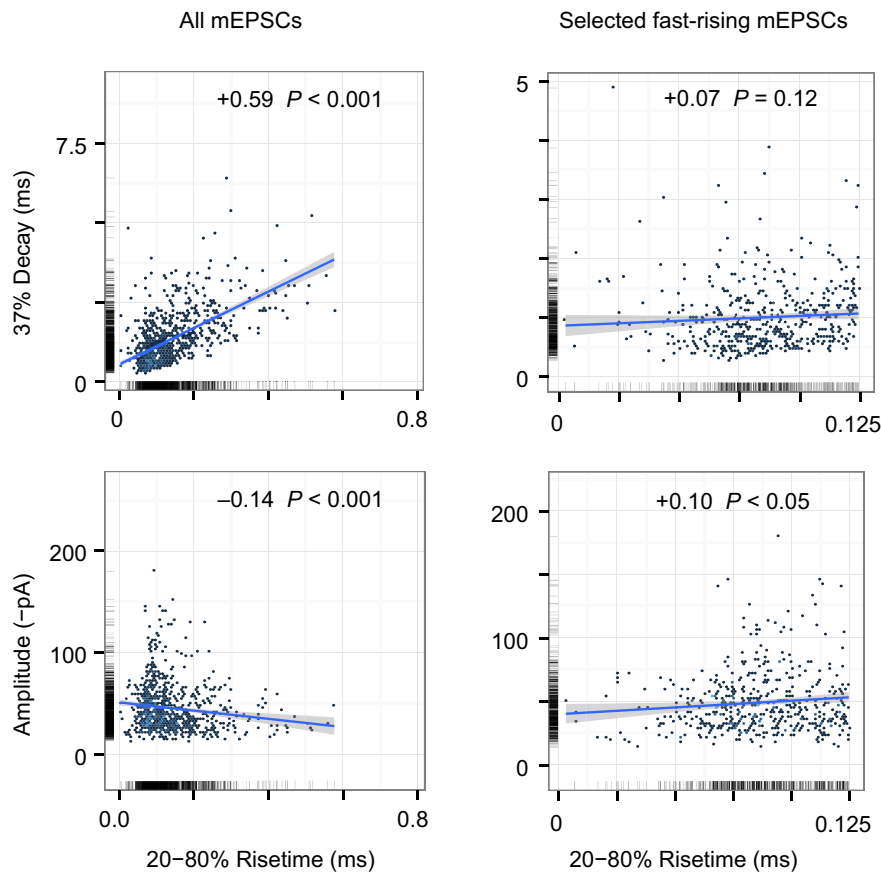 All mEPSCs
Selected fast-rising mEPSCs
+0.59 P < 0.001
+0.07 P = 0.12
37% Decay (ms)
7.5
0
0
0.8
5
0
0
0.125
–0.14 P < 0.001
+0.10 P < 0.05
Amplitude (−pA)
200
100
0
0.0
0.8
200
100
0
0
0.125
20−80% Risetime (ms)
20−80% Risetime (ms)